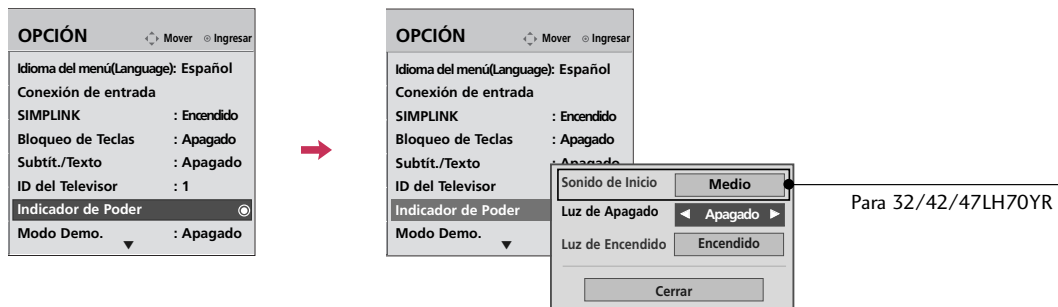 OPCIÓN Mover Ingresar
Idioma del menú(Language): Español
Conexión de entrada
SIMPLINK : Encendido
Bloqueo de Teclas : Apagado
Subtít./Texto : Apagado
ID del Televisor : 1
Indicador de Poder
Modo Demo. : Apagado
OPCIÓN Mover Ingresar
Idioma del menú(Language): Español
Conexión de entrada
SIMPLINK : Encendido
Bloqueo de Teclas : Apagado
Subtít./Texto : Apagado
ID del Televisor
Indicador de Poder
Modo Demo.
Sonido de Inicio Medio
Luz de Apagado Apagado
Luz de Encendido Encendido
Cerrar
Para 32/42/47LH70YR